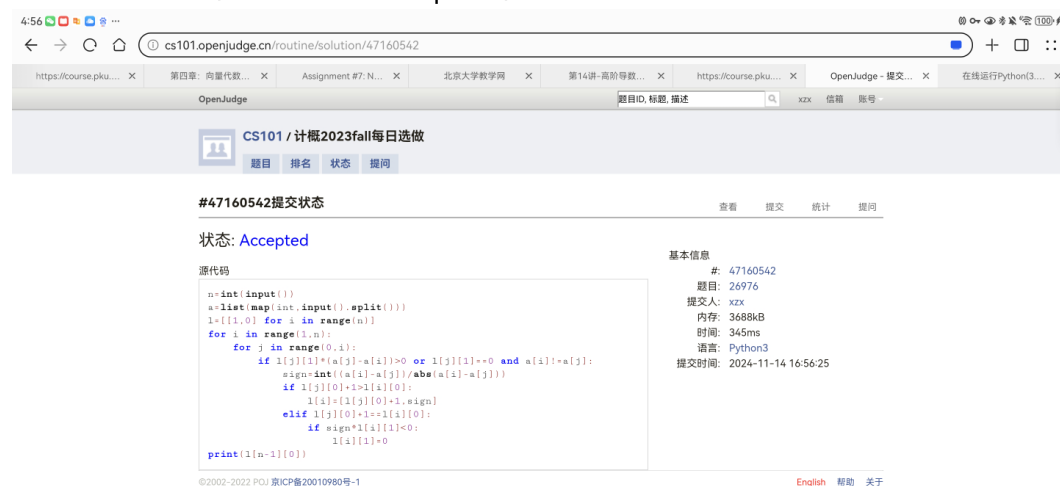 4:56
cs101.openjudge.cn/routine/solution/47160542
https://course.pku.... × 第四章：向量代数... × Assignment #7: N... × 北京大学教学网 × 第14讲-高阶导数... × https://course.pku.... × OpenJudge - 提交... × 在线运行Python(3....
OpenJudge 题目ID, 标题, 描述 xzx 信箱 账号
CS101 / 计概2023fall每日选做
题目 排名 状态 提问
#47160542提交状态 查看 提交 统计 提问
状态: Accepted
源代码
n=int(input())
a=list(map(int,input().split()))
l=[[1,0] for i in range(n)]
for i in range(1,n):
    for j in range(0,i):
        if l[j][1]*(a[j]-a[i])>0 or l[j][1]==0 and a[i]!=a[j]:
            sign=int((a[i]-a[j])/abs(a[i]-a[j]))
            if l[j][0]+1>l[i][0]:
                l[i]=[l[j][0]+1,sign]
            elif l[j][0]+1==l[i][0]:
                if sign*l[i][1]<0:
                    l[i][1]=0
print(l[n-1][0])
基本信息
#: 47160542
题目: 26976
提交人: xzx
内存: 3688kB
时间: 345ms
语言: Python3
提交时间: 2024-11-14 16:56:25
©2002-2022 POJ 京ICP备20010980号-1 English 帮助 关于